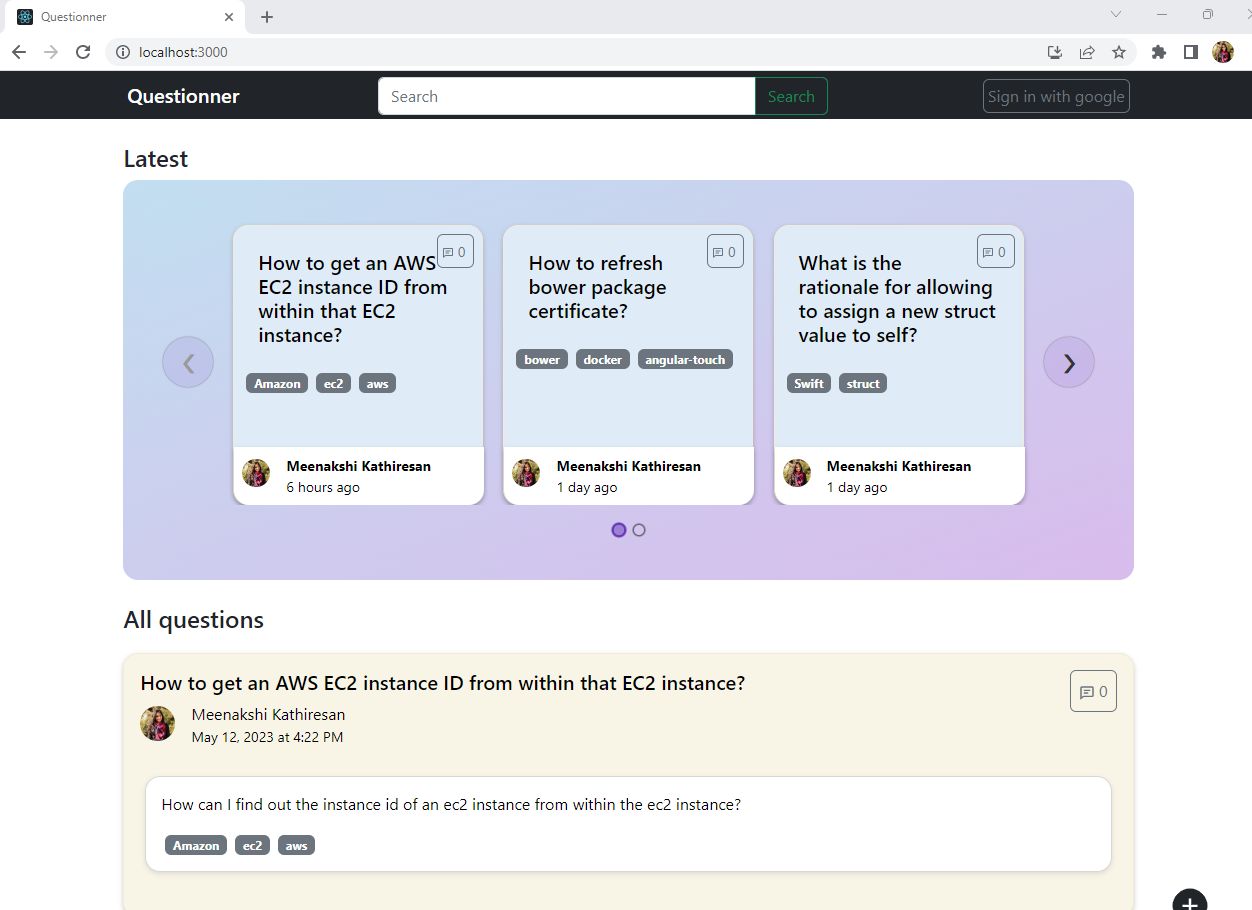 Questionner
localhost:3000
Questionner
Search
Search
Sign in with google
Latest
0
How to get an AWS
EC2 instance ID from
within that EC2
instance?
Amazon
ec2
aws
Meenakshi Kathiresan
6 hours ago
0
How to refresh
bower package
certificate?
bower
docker
angular-touch
Meenakshi Kathiresan
1 day ago
0
What is the
rationale for allowing
to assign a new struct
value to self?
Swift
struct
Meenakshi Kathiresan
1 day ago
All questions
How to get an AWS EC2 instance ID from within that EC2 instance?
0
Meenakshi Kathiresan
May 12, 2023 at 4:22 PM
How can I find out the instance id of an ec2 instance from within the ec2 instance?
Amazon
ec2
aws